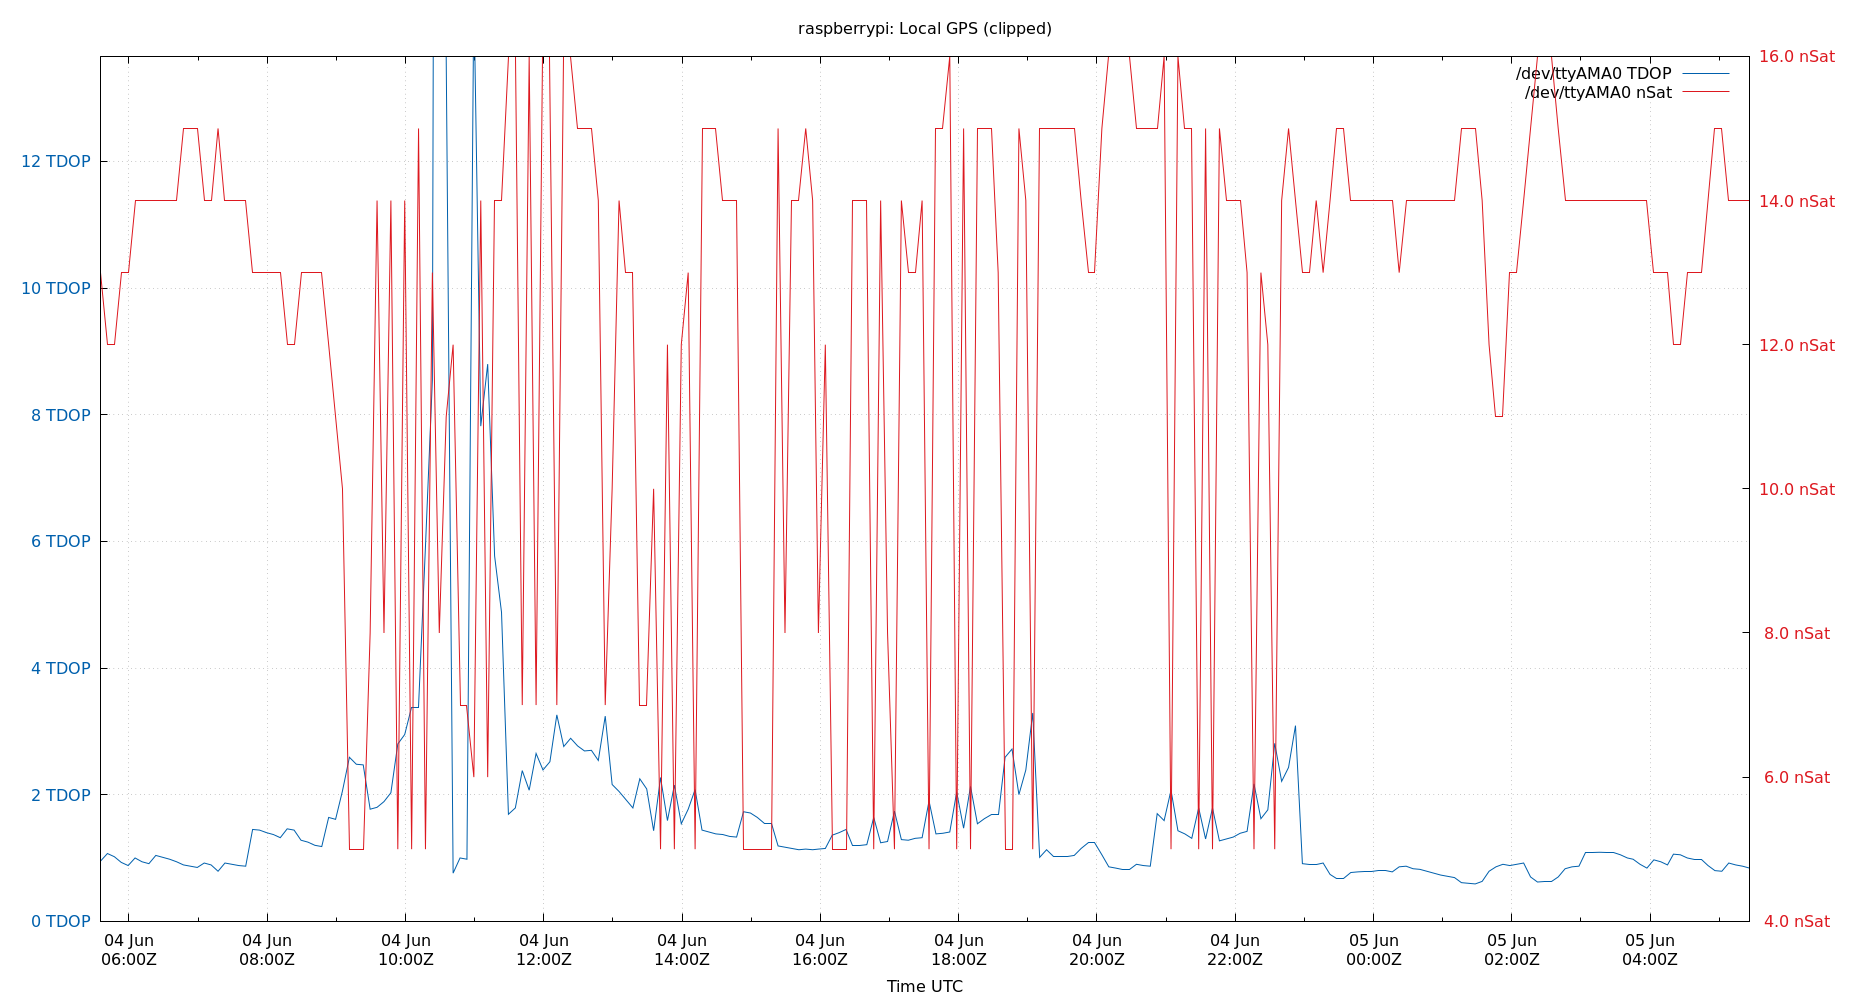 raspberrypi: Local GPS (clipped)
/dev/ttyAMA0 TDOP
/dev/ttyAMA0 nSat
12 TDOP
10 TDOP
8 TDOP
6 TDOP
4 TDOP
2 TDOP
0 TDOP
16.0 nSat
14.0 nSat
12.0 nSat
10.0 nSat
8.0 nSat
6.0 nSat
4.0 nSat
04 Jun 04 Jun 04 Jun 04 Jun 04 Jun 04 Jun 04 Jun 04 Jun 04 Jun 05 Jun 05 Jun 05 Jun
06:00Z 08:00Z 10:00Z 12:00Z 14:00Z 16:00Z 18:00Z 20:00Z 22:00Z 00:00Z 02:00Z 04:00Z
Time UTC